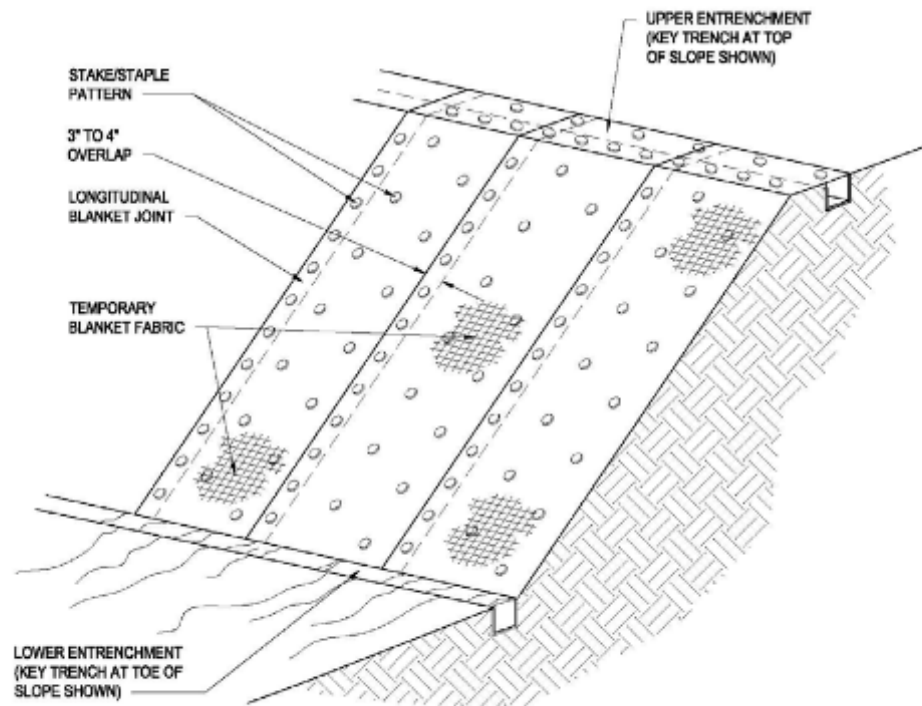 UPPER ENTRENCHMENT
(KEY TRENCH AT TOP
OF SLOPE SHOWN)
STAKE/STAPLE
PATTERN
3" TO 4"
OVERLAP
LONGITUDINAL
BLANKET JOINT
TEMPORARY
BLANKET FABRIC
LOWER ENTRENCHMENT
(KEY TRENCH AT TOE OF
SLOPE SHOWN)